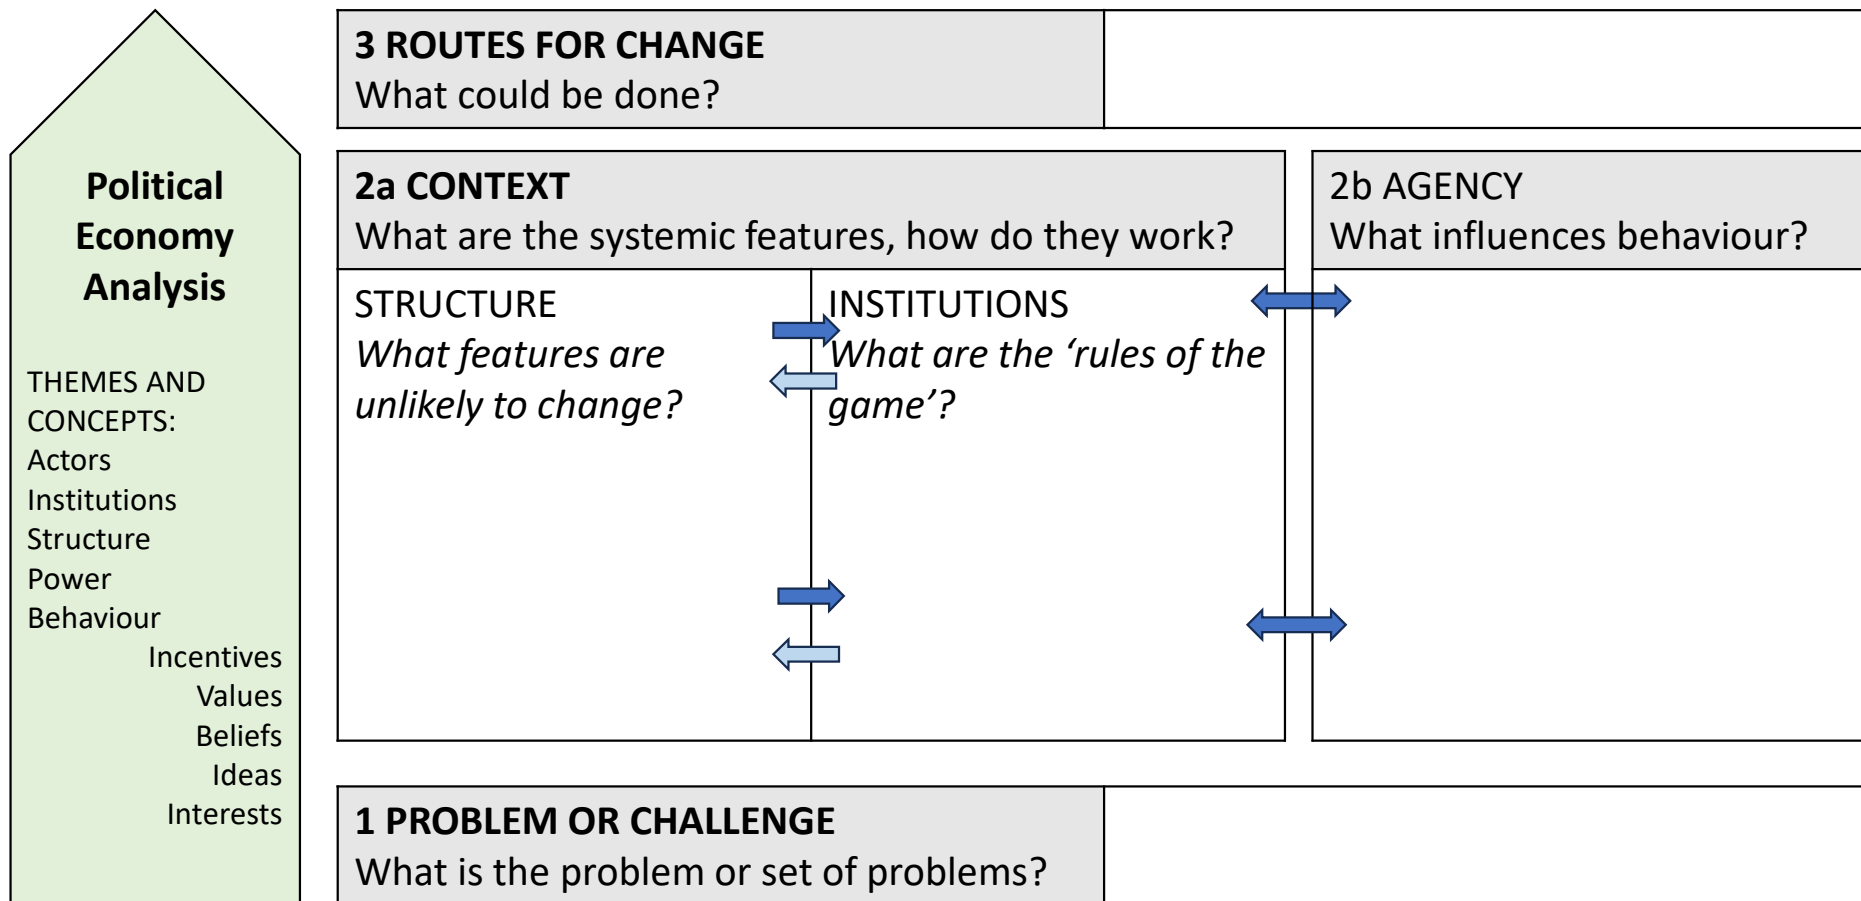 Political
Economy
Analysis
THEMES AND
CONCEPTS:
Actors
Institutions
Structure
Power
Behaviour
Incentives
Values
Beliefs
Ideas
Interests
3 ROUTES FOR CHANGE
What could be done?
2a CONTEXT
What are the systemic features, how do they work?
STRUCTURE
What features are
unlikely to change?
INSTITUTIONS
What are the ‘rules of the
game’?
2b AGENCY
What influences behaviour?
1 PROBLEM OR CHALLENGE
What is the problem or set of problems?